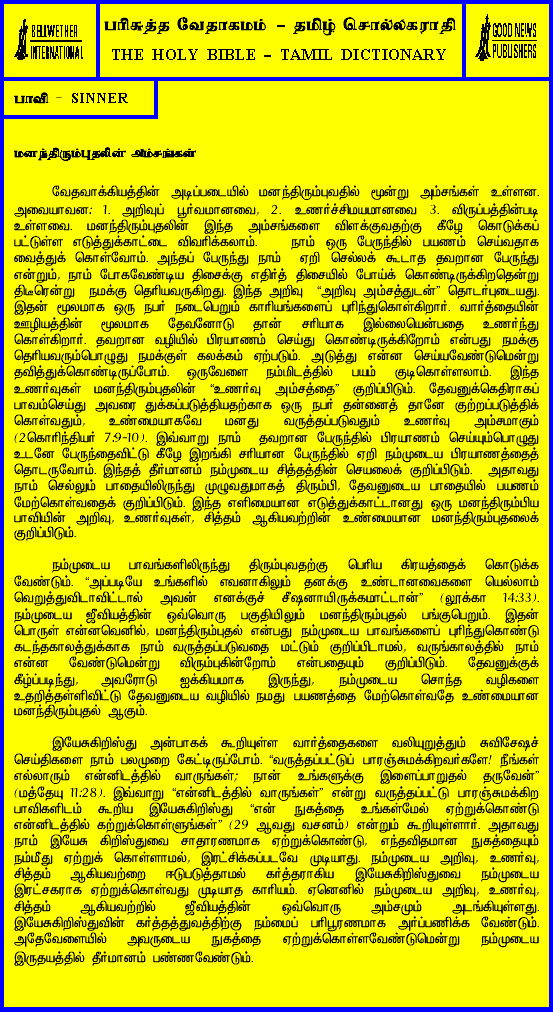 BELLWETHER
INTERNATIONAL
பரிசுத்த வேதாகமம் - தமிழ் சொல்லகராதி
THE HOLY BIBLE - TAMIL DICTIONARY
GOOD NEWS
PUBLISHERS
பாவி - SINNER
மனந்திரும்புதலின் அம்சங்கள்
வேதவாக்கியத்தின் அடிப்படையில் மனந்திரும்புவதில் மூன்று அம்சங்கள் உள்ளன.
அவையாவன: 1. அறிவுப் பூர்வமானவை, 2. உணர்ச்சிமயமானவை 3. விருப்பத்தின்படி
உள்ளவை. மனந்திரும்புதலின் இந்த அம்சங்களை விளக்குவதற்கு கீழே கொடுக்கப்
பட்டுள்ள எடுத்துக்காட்டை விவரிக்கலாம். நாம் ஒரு பேருந்தில் பயணம் செய்வதாக
வைத்துக் கொள்வோம். அந்தப் பேருந்து நாம் ஏறி செல்லக் கூடாத தவறான பேருந்து
என்றும், நாம் போகவேண்டிய திசைக்கு எதிர்த் திசையில் போய்க் கொண்டிருக்கிறதென்று
திடீரென்று நமக்கு தெரியவருகிறது. இந்த அறிவு “அறிவு அம்சத்துடன்” தொடர்புடையது.
இதன் மூலமாக ஒரு நபர் நடைபெறும் காரியங்களைப் புரிந்துகொள்கிறார். வார்த்தையின்
ஊழியத்தின் மூலமாக தேவனோடு தான் சரியாக இல்லையென்பதை உணர்ந்து
கொள்கிறார். தவறான வழியில் பிரயாணம் செய்து கொண்டிருக்கிறோம் என்பது நமக்கு
தெரியவரும்பொழுது நமக்குள் கலக்கம் ஏற்படும். அடுத்து என்ன செய்யவேண்டுமென்று
தவித்துக்கொண்டிருப்போம். ஒருவேளை நம்மிடத்தில் பயம் குடிகொள்ளலாம். இந்த
உணர்வுகள் மனந்திரும்புதலின் “உணர்வு அம்சத்தை” குறிப்பிடும். தேவனுக்கெதிராகப்
பாவம்செய்து அவரை துக்கப்படுத்தியதற்காக ஒரு நபர் தன்னைத் தானே குற்றப்படுத்திக்
கொள்வதும், உண்மையாகவே மனது வருத்தப்படுவதும் உணர்வு அம்சமாகும்
(2கொரிந்தியர் 7:9-10). இவ்வாறு நாம் தவறான பேருந்தில் பிரயாணம் செய்யும்பொழுது
உடனே பேருந்தைவிட்டு கீழே இறங்கி சரியான பேருந்தில் ஏறி நம்முடைய பிரயாணத்தைத்
தொடருவோம். இந்தத் தீர்மானம் நம்முடைய சித்தத்தின் செயலைக் குறிப்பிடும். அதாவது
நாம் செல்லும் பாதையிலிருந்து முழுவதுமாகத் திரும்பி, தேவனுடைய பாதையில் பயணம்
மேற்கொள்வதைக் குறிப்பிடும். இந்த எளிமையான எடுத்துக்காட்டானது ஒரு மனந்திரும்பிய
பாவியின் அறிவு, உணர்வுகள், சித்தம் ஆகியவற்றின் உண்மையான மனந்திரும்புதலைக்
குறிப்பிடும்.
நம்முடைய பாவங்களிலிருந்து திரும்புவதற்கு பெரிய கிரயத்தைக் கொடுக்க
வேண்டும். “அப்படியே உங்களில் எவனாகிலும் தனக்கு உண்டானவைகளை யெல்லாம்
வெறுத்துவிடாவிட்டால் அவன் எனக்குச் சீஷனாயிருக்கமாட்டான்” (லூக்கா 14:33).
நம்முடைய ஜீவியத்தின் ஒவ்வொரு பகுதியிலும் மனந்திரும்புதல் பங்குபெறும். இதன்
பொருள் என்னவெனில், மனந்திரும்புதல் என்பது நம்முடைய பாவங்களைப் புரிந்துகொண்டு
கடந்தகாலத்துக்காக நாம் வருத்தப்படுவதை மட்டும் குறிப்பிடாமல், வருங்காலத்தில் நாம்
என்ன வேண்டுமென்று விரும்புகின்றோம் என்பதையும் குறிப்பிடும். தேவனுக்குக்
கீழ்ப்படிந்து, அவரோடு ஐக்கியமாக இருந்து, நம்முடைய சொந்த வழிகளை
உதறித்தள்ளிவிட்டு தேவனுடைய வழியில் நமது பயணத்தை மேற்கொள்வதே உண்மையான
மனந்திரும்புதல் ஆகும்.
இயேசுகிறிஸ்து அன்பாகக் கூறியுள்ள வார்த்தைகளை வலியுறுத்தும் சுவிசேஷச்
செய்திகளை நாம் பலமுறை கேட்டிருப்போம். “வருத்தப்பட்டுப் பாரஞ்சுமக்கிறவர்களே! நீங்கள்
எல்லாரும் என்னிடத்தில் வாருங்கள்; நான் உங்களுக்கு இளைப்பாறுதல் தருவேன்”
(மத்தேயு 11:28). இவ்வாறு “என்னிடத்தில் வாருங்கள்” என்று வருத்தப்பட்டு பாரஞ்சுமக்கிற
பாவிகளிடம் கூறிய இயேசுகிறிஸ்து “என் நுகத்தை உங்கள்மேல் ஏற்றுக்கொண்டு
என்னிடத்தில் கற்றுக்கொள்ளுங்கள்” (29 ஆவது வசனம்) என்றும் கூறியுள்ளார். அதாவது
நாம் இயேசு கிறிஸ்துவை சாதாரணமாக ஏற்றுக்கொண்டு, எந்தவிதமான நுகத்தையும்
நம்மீது ஏற்றுக் கொள்ளாமல், இரட்சிக்கப்படவே முடியாது. நம்முடைய அறிவு, உணர்வு,
சித்தம் ஆகியவற்றை ஈடுபடுத்தாமல் கர்த்தராகிய இயேசுகிறிஸ்துவை நம்முடைய
இரட்சகராக ஏற்றுக்கொள்வது முடியாத காரியம். ஏனெனில் நம்முடைய அறிவு, உணர்வு,
சித்தம் ஆகியவற்றில் ஜீவியத்தின் ஒவ்வொரு அம்சமும் அடங்கியுள்ளது.
இயேசுகிறிஸ்துவின் கர்த்தத்துவத்திற்கு நம்மைப் பரிபூரணமாக அர்ப்பணிக்க வேண்டும்.
அதேவேளையில் அவருடைய நுகத்தை ஏற்றுக்கொள்ளவேண்டுமென்று நம்முடைய
இருதயத்தில் தீர்மானம் பண்ணவேண்டும்.